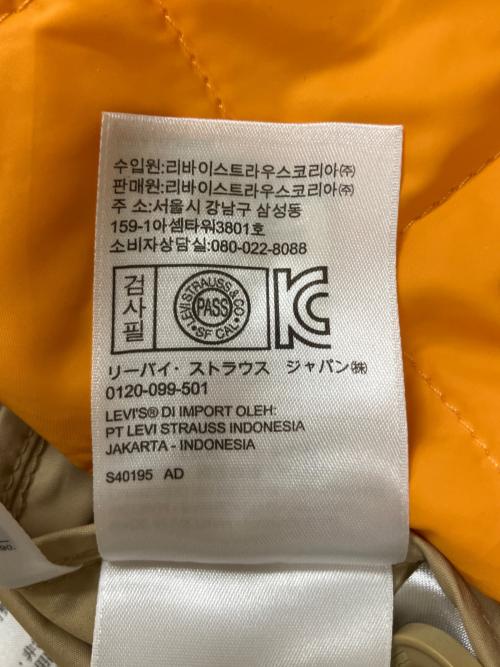 수입원:리바이스트라우스코리아㈜
판매원:리바이스트라우스코리아㈜
주 소:서울시 강남구 삼성동
159-1아셈타워3801호
소비자상담실:080-022-8088
검사필
LEVI STRAUSS & CO.
PASS
SF CAL
KC
リーバイ・ストラウス ジャパン㈱
0120-099-501
LEVI'S® DI IMPORT OLEH:
PT LEVI STRAUSS INDONESIA
JAKARTA - INDONESIA
S40195 AD
90.